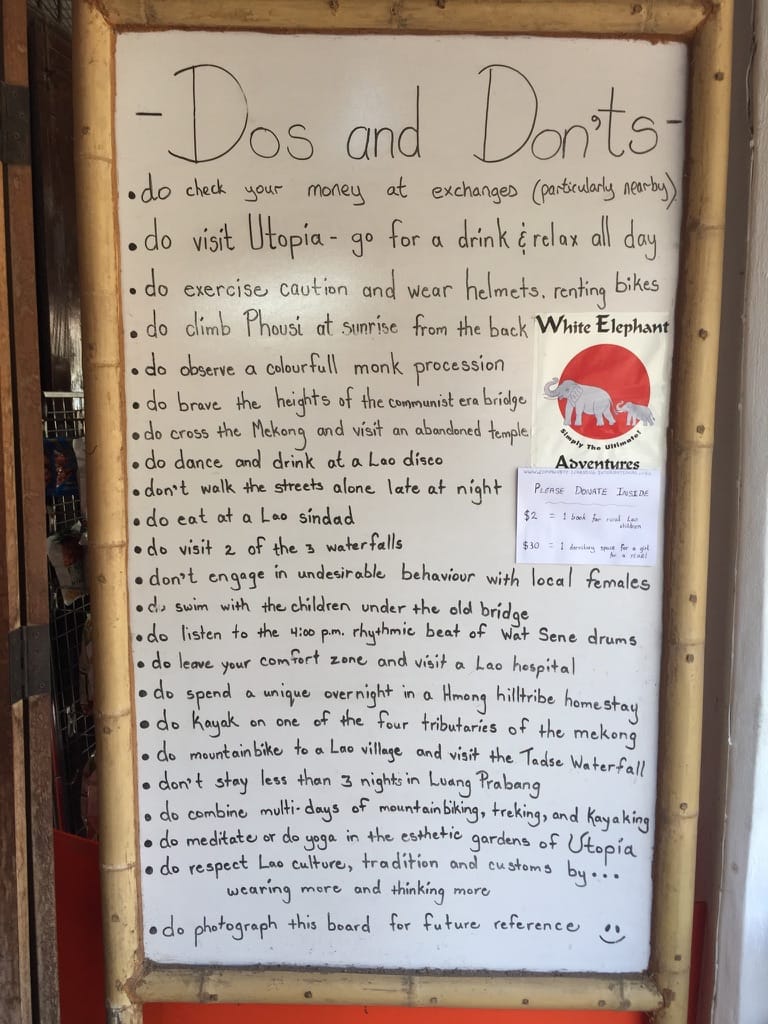 - Dos and Don'ts -
• do check your money at exchanges (particularly nearby)
• do visit Utopia - go for a drink & relax all day
• do exercise caution and wear helmets. renting bikes
• do climb Phousi at sunrise from the back
• do observe a colourfull monk procession
• do brave the heights of the communist era bridge
• do cross the Mekong and visit an abandoned temple
• do dance and drink at a Lao disco
• don't walk the streets alone late at night
• do eat at a Lao sindad
• do visit 2 of the 3 waterfalls
• don't engage in undesirable behaviour with local females
• do swim with the children under the old bridge
• do listen to the 4:00 p.m. rhythmic beat of Wat Sene drums
• do leave your comfort zone and visit a Lao hospital
• do spend a unique overnight in a Hmong hilltribe homestay
• do Kayak on one of the four tributaries of the mekong
• do mountainbike to a Lao village and visit the Tadse Waterfall
• don't stay less than 3 nights in Luang Prabang
• do combine multi-days of mountainbiking, treking, and Kayaking
• do meditate or do yoga in the esthetic gardens of Utopia
• do respect Lao culture, tradition and customs by...
wearing more and thinking more
• do photograph this board for future reference
White Elephant
Simply The Ultimate!
Adventures
PLEASE DONATE INSIDE
$2 = 1 book for rural Lao
children
$30 = 1 dormitory space for a girl
for a year!